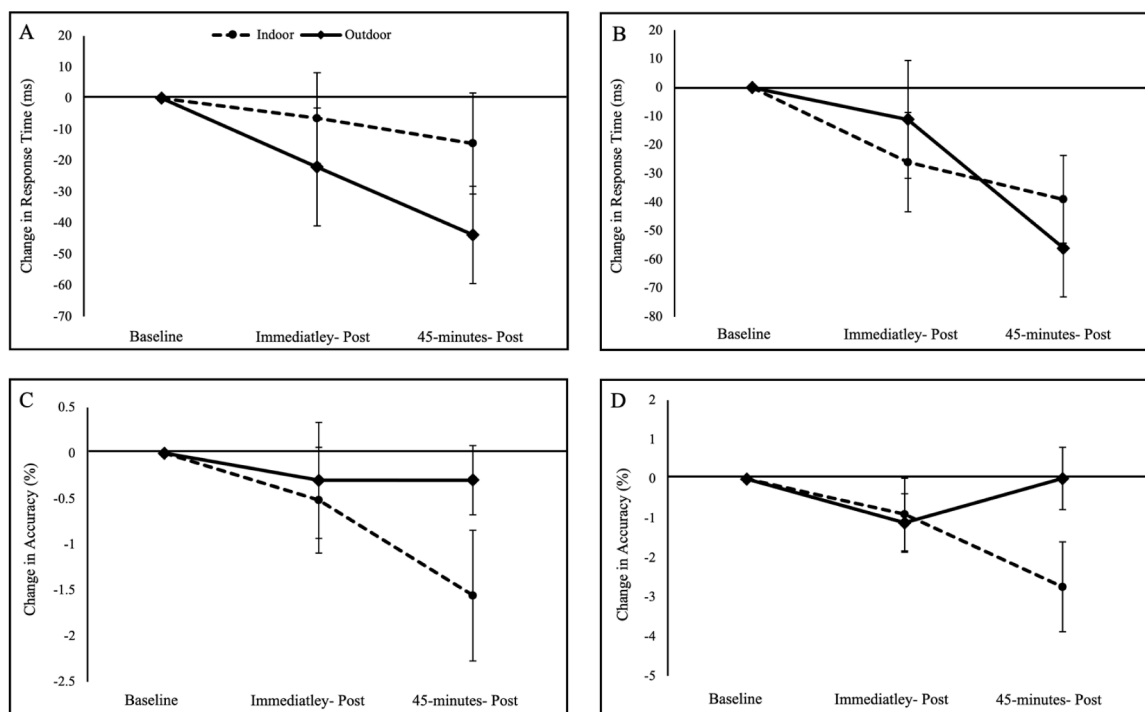 A
Indoor
Outdoor
20
10
0
-10
-20
-30
-40
-50
-60
-70
Change in Response Time (ms)
Baseline
Immediatley- Post
45-minutes- Post
B
20
10
0
-10
-20
-30
-40
-50
-60
-70
-80
Change in Response Time (ms)
Baseline
Immediatley- Post
45-minutes- Post
C
0.5
0
-0.5
-1
-1.5
-2
-2.5
Change in Accuracy (%)
Baseline
Immediatley- Post
45-minutes- Post
D
2
1
0
-1
-2
-3
-4
-5
Change in Accuracy (%)
Baseline
Immediatley- Post
45-minutes- Post